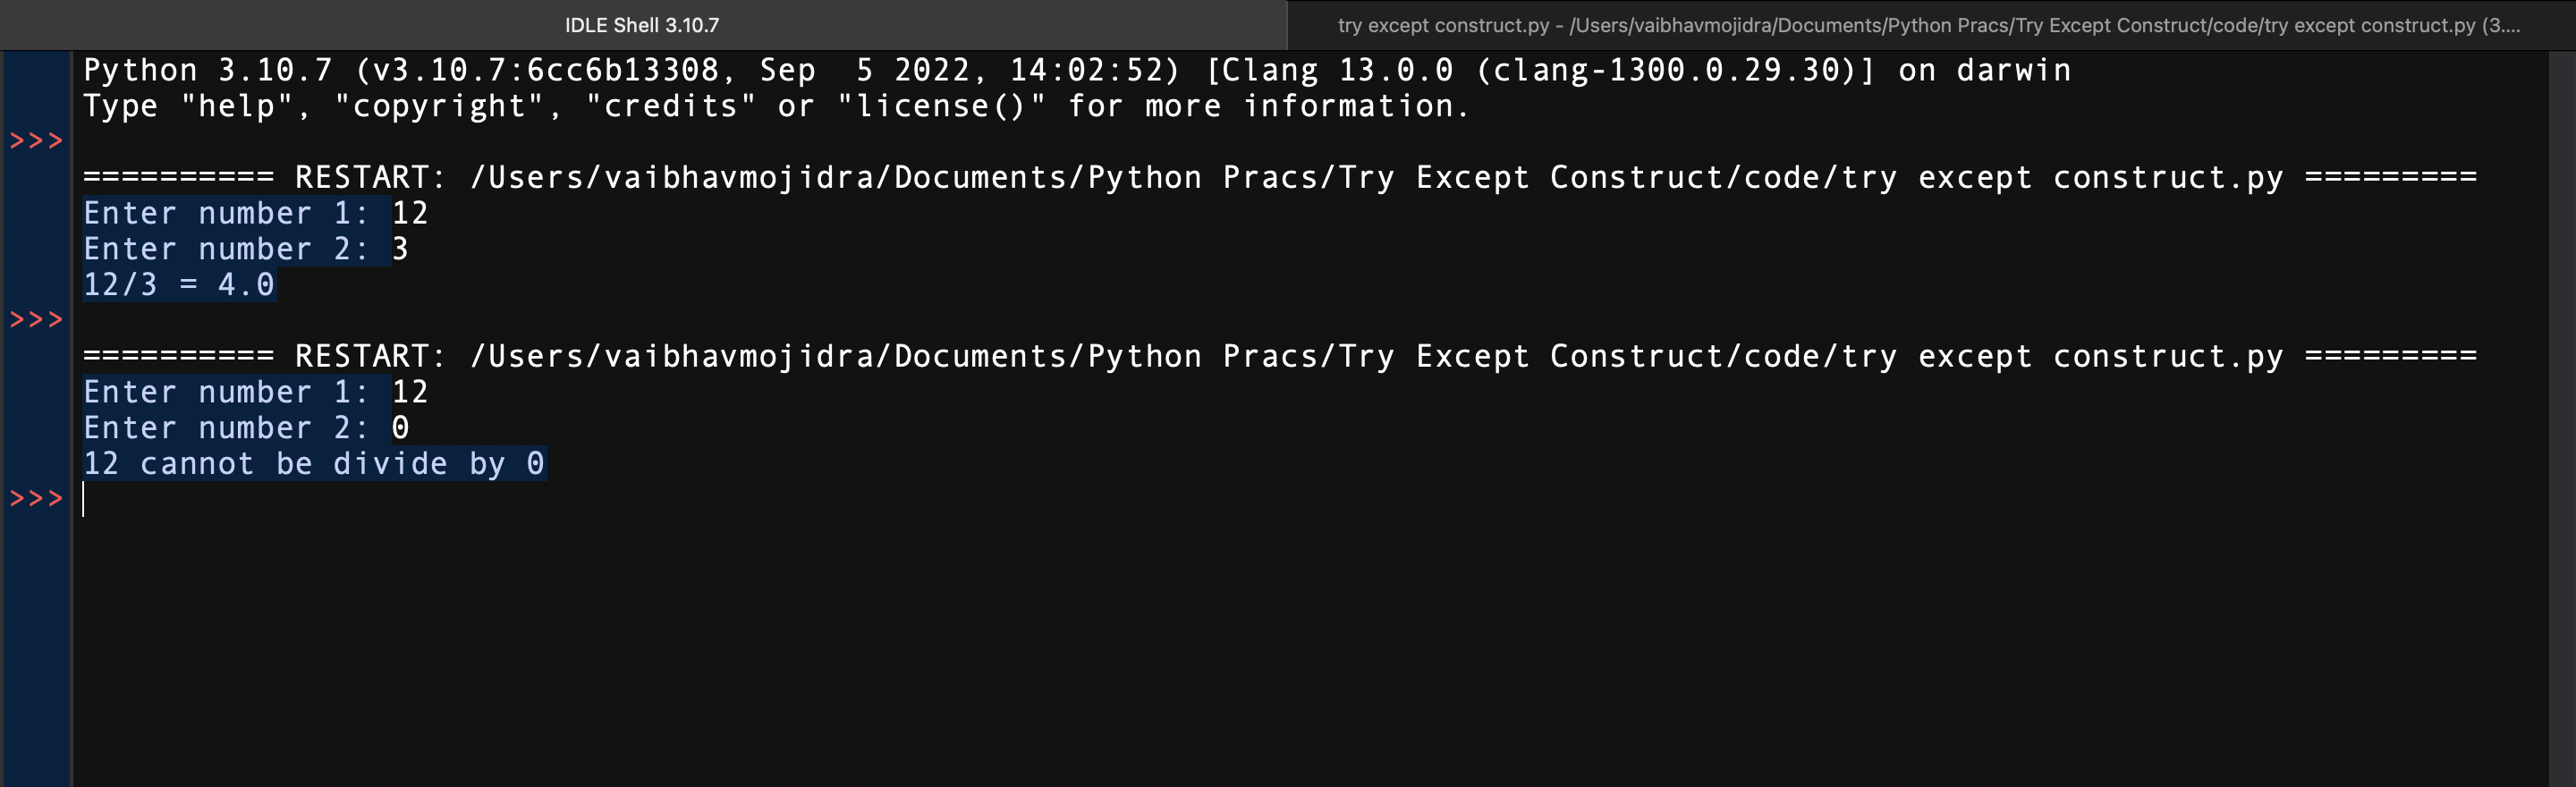 IDLE Shell 3.10.7
try except construct.py - /Users/vaibhavmojidra/Documents/Python Pracs/Try Except Construct/code/try except construct.py (3....
Python 3.10.7 (v3.10.7:6cc6b13308, Sep  5 2022, 14:02:52) [Clang 13.0.0 (clang-1300.0.29.30)] on darwin
Type "help", "copyright", "credits" or "license()" for more information.
>>>
========== RESTART: /Users/vaibhavmojidra/Documents/Python Pracs/Try Except Construct/code/try except construct.py =========
Enter number 1: 12
Enter number 2: 3
12/3 = 4.0
>>>
========== RESTART: /Users/vaibhavmojidra/Documents/Python Pracs/Try Except Construct/code/try except construct.py =========
Enter number 1: 12
Enter number 2: 0
12 cannot be divide by 0
>>>